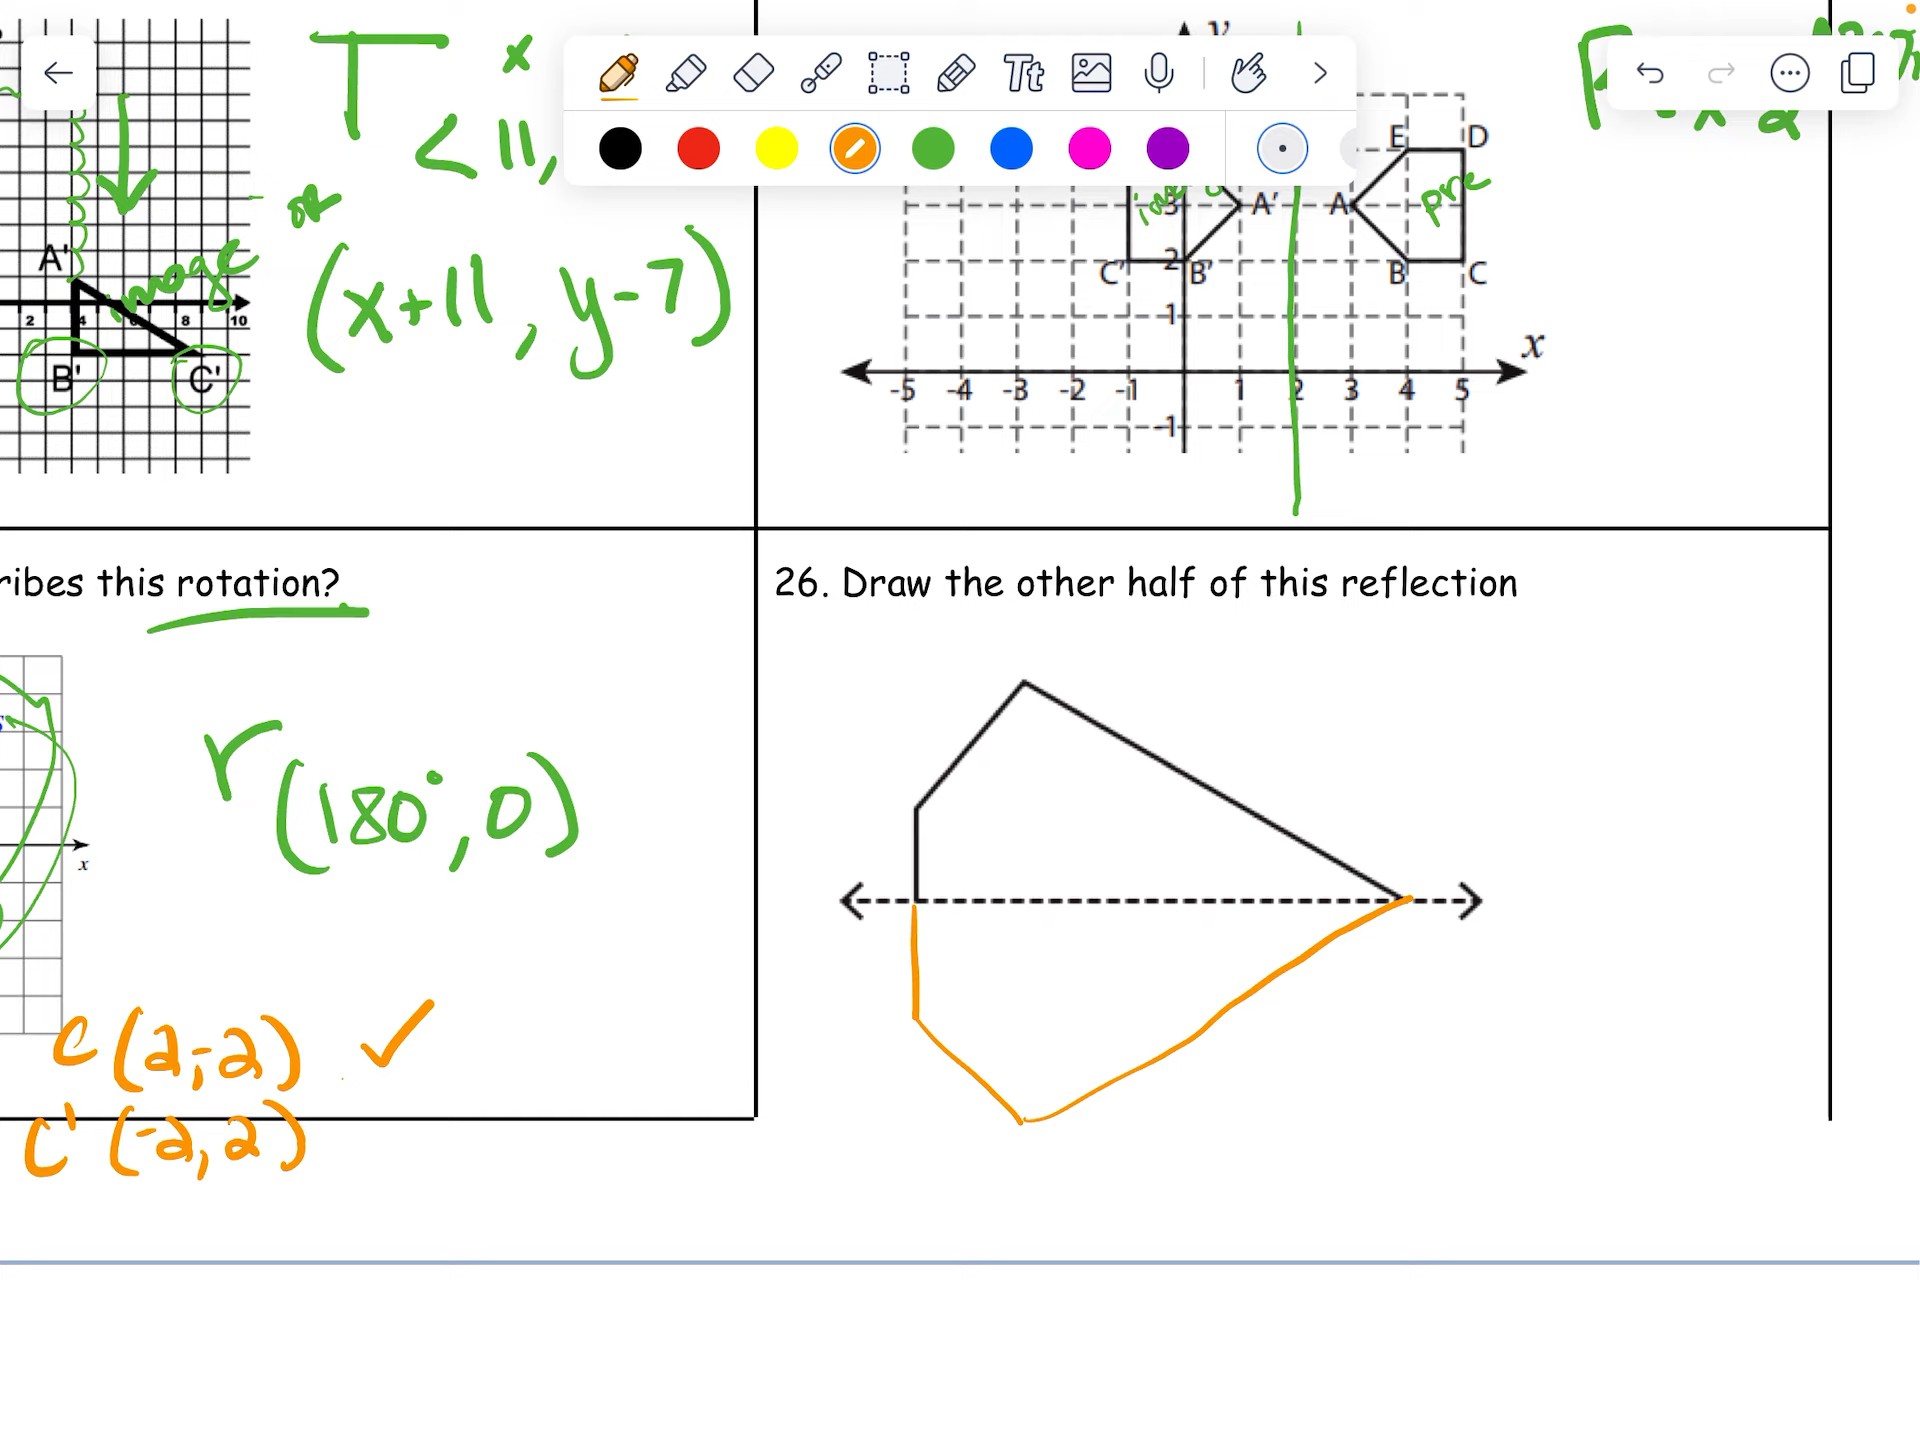 T x
<11,
or
(x+11, y-7)
A'
image
2 4 8 10
B' C'
Tt
y
E D
pre
3 A' A
2
C' B' B C
1
x
-5 -4 -3 -2 -1 1 2 3 4 5
-1
ribes this rotation?
x
r(180°, 0)
C(2,-2) ✓
C'(-2,2)
26. Draw the other half of this reflection